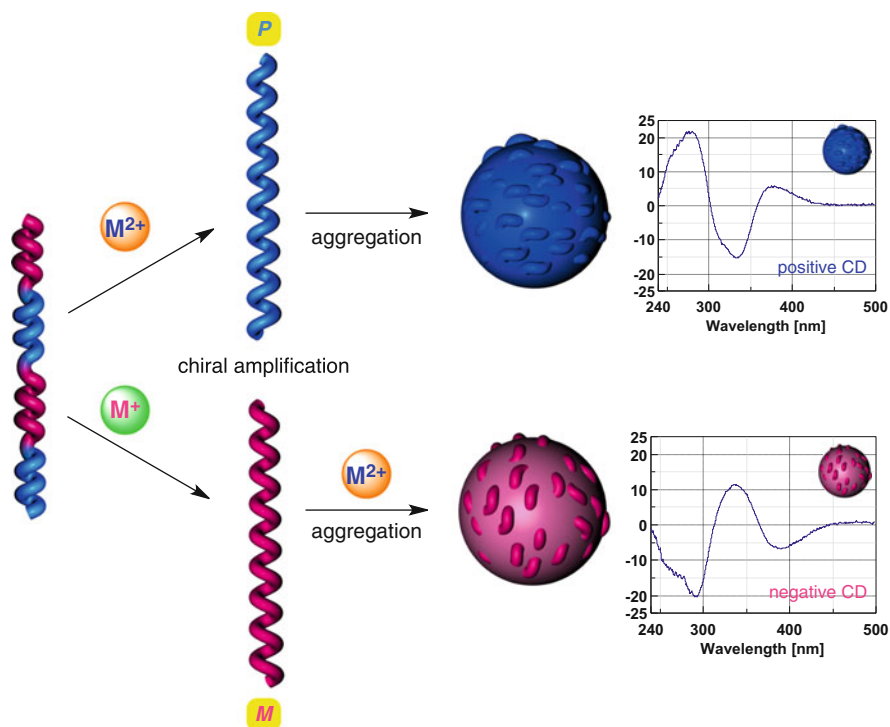 P
M2+
aggregation
25
20
10
0
-10
-20
-25
240 300 400 500
Wavelength [nm]
positive CD
chiral amplification
M+
M2+
aggregation
25
20
10
0
-10
-20
-25
240 300 400 500
Wavelength [nm]
negative CD
M